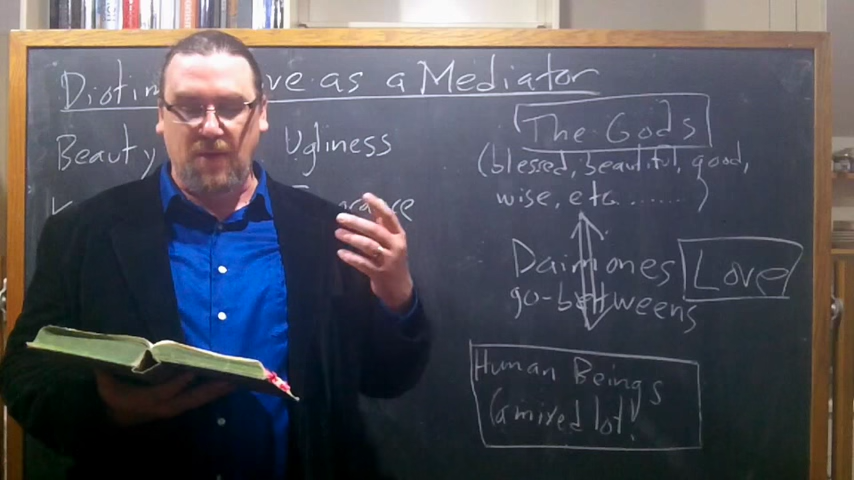 Diotim ve as a Mediator
Beauty Ugliness
The Gods
(blessed, beautiful, good,
wise, etc.......)
Daimones Love
go-betweens
Human Beings
(a mixed lot!